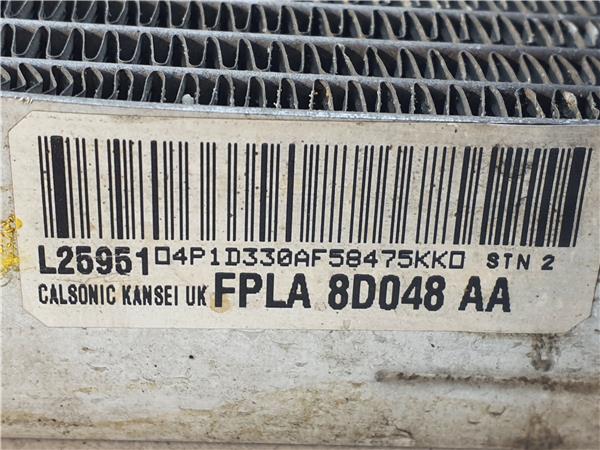 L25951 04P1D330AF58475KK0 STN 2
CALSONIC KANSEI UK FPLA 8D048 AA